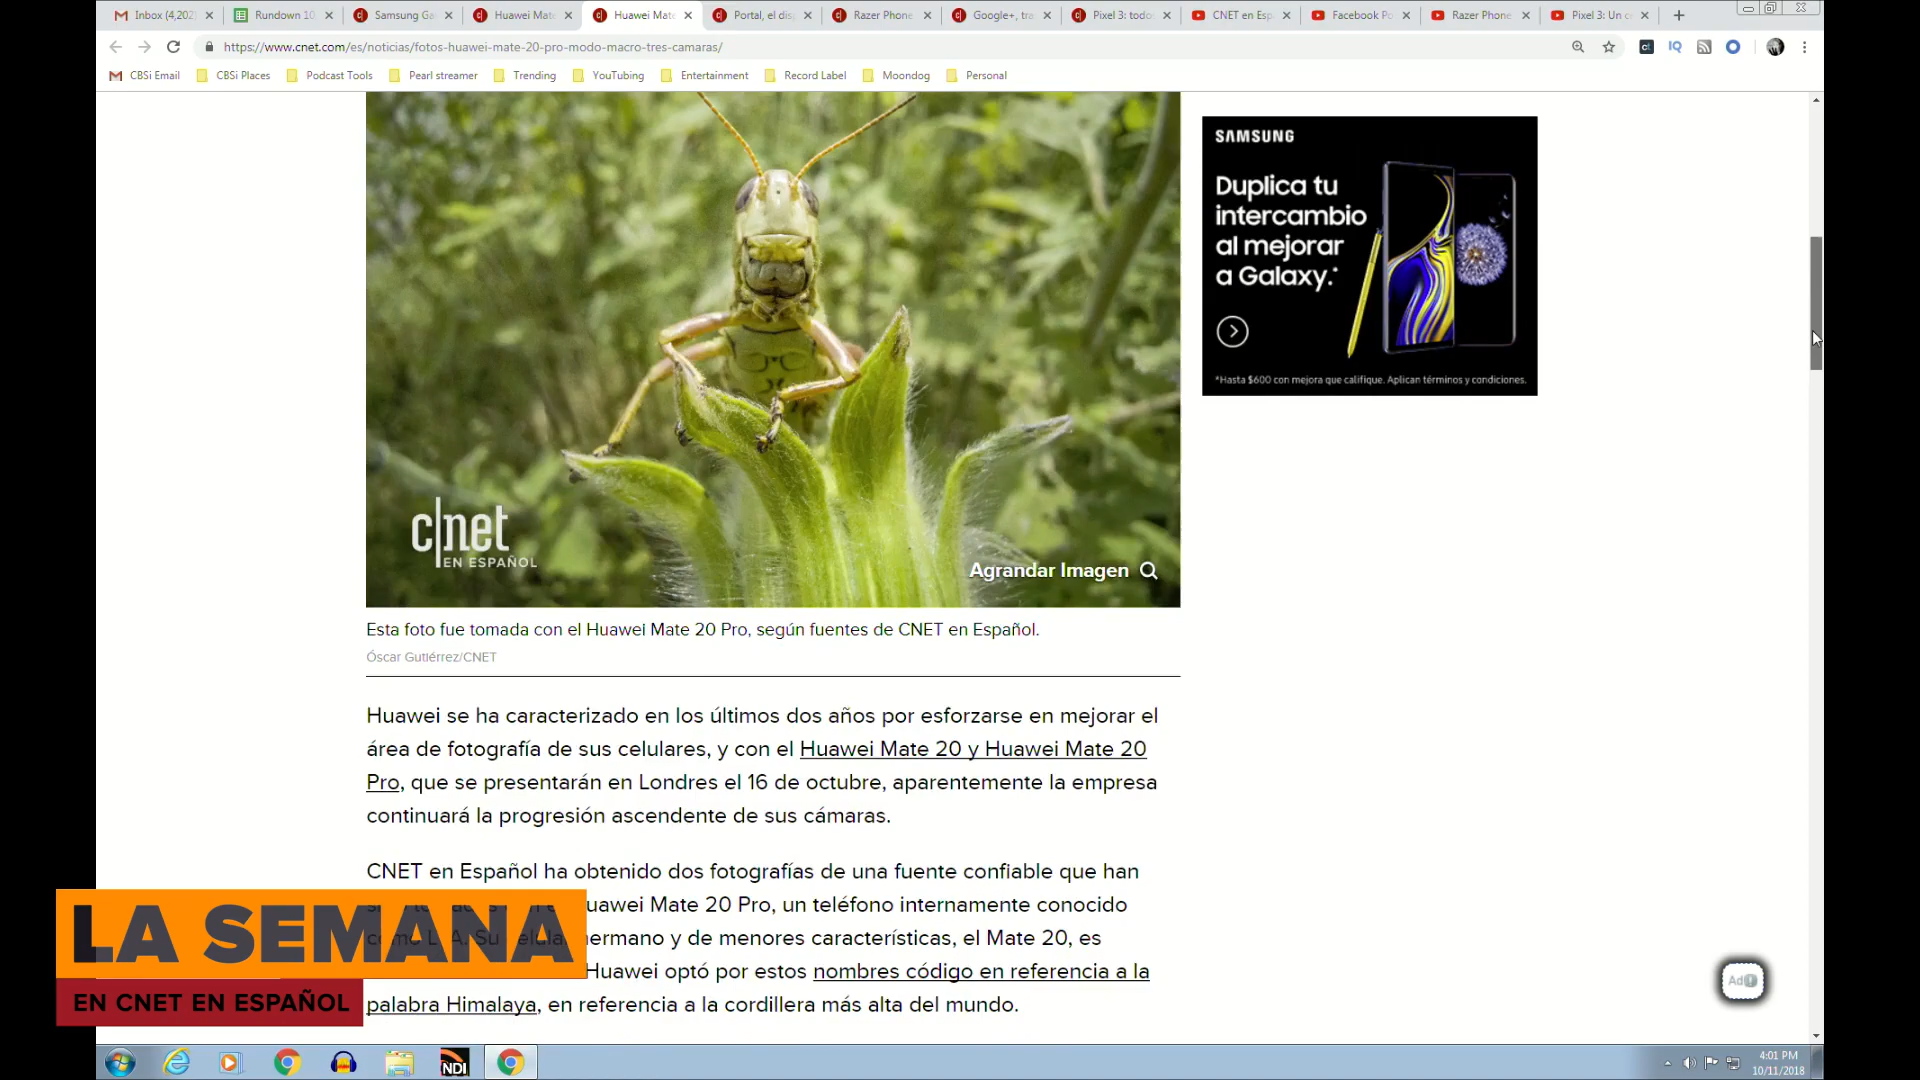 Inbox (4,202
Rundown 10
Samsung Ga
Huawei Mate
Huawei Mate
Portal, el dis
Razer Phone
Google+, tra
Pixel 3: todo
CNET en Esp
Facebook Po
Razer Phone
Pixel 3: Un c
https://www.cnet.com/es/noticias/fotos-huawei-mate-20-pro-modo-macro-tres-camaras/
IQ
CBSi Email
CBSi Places
Podcast Tools
Pearl streamer
Trending
YouTubing
Entertainment
Record Label
Moondog
Personal
SAMSUNG
Duplica tu
intercambio
al mejorar
a Galaxy.*
*Hasta $600 con mejora que califique. Aplican términos y condiciones.
c|net
EN ESPAÑOL
Agrandar Imagen
Esta foto fue tomada con el Huawei Mate 20 Pro, según fuentes de CNET en Español.
Óscar Gutiérrez/CNET
Huawei se ha caracterizado en los últimos dos años por esforzarse en mejorar el
área de fotografía de sus celulares, y con el Huawei Mate 20 y Huawei Mate 20
Pro, que se presentarán en Londres el 16 de octubre, aparentemente la empresa
continuará la progresión ascendente de sus cámaras.
CNET en Español ha obtenido dos fotografías de una fuente confiable que han
Huawei Mate 20 Pro, un teléfono internamente conocido
hermano y de menores características, el Mate 20, es
Huawei optó por estos nombres código en referencia a la
palabra Himalaya, en referencia a la cordillera más alta del mundo.
LA SEMANA
EN CNET EN ESPAÑOL
Ad
NDI
4:01 PM
10/11/2018